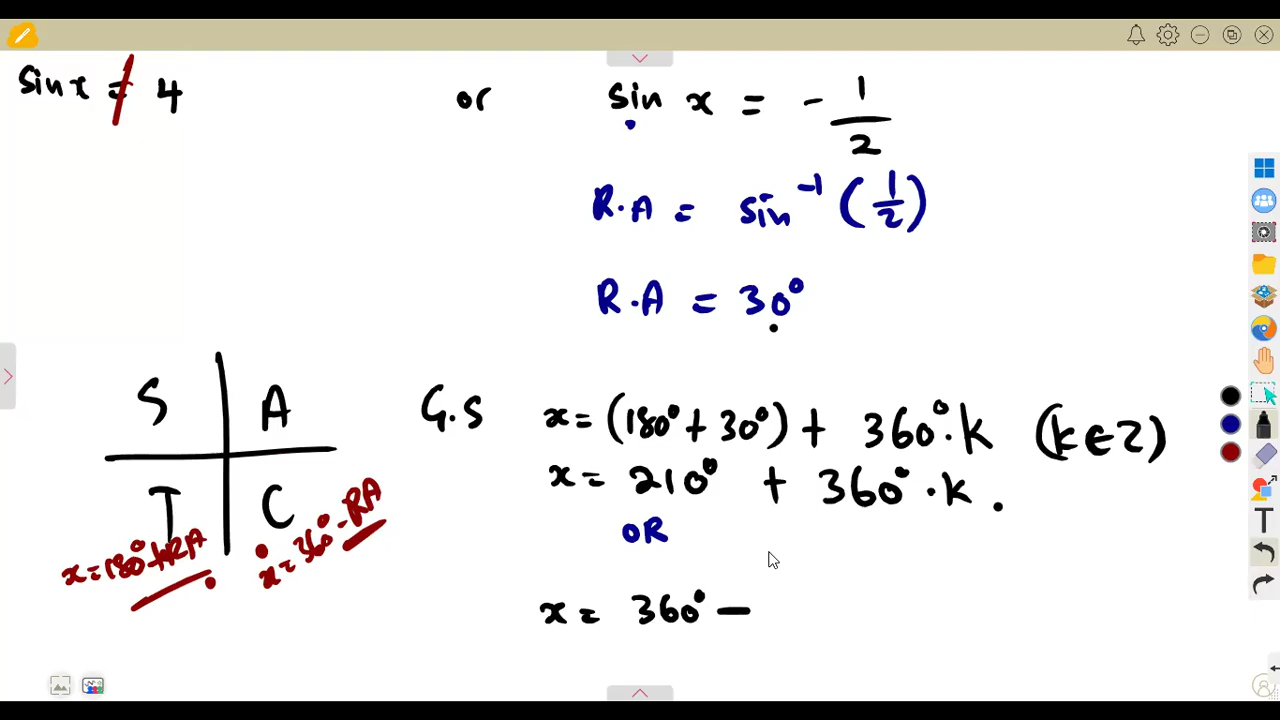 sin x ≠ 4 or sin x = - 1/2
R.A = sin⁻¹ (1/2)
R.A = 30°
S A
T C
x = 180° + RA
x = 360° - RA
G.S x = (180° + 30°) + 360°·k (k ∈ Z)
x = 210° + 360°·k.
OR
x = 360° -
T